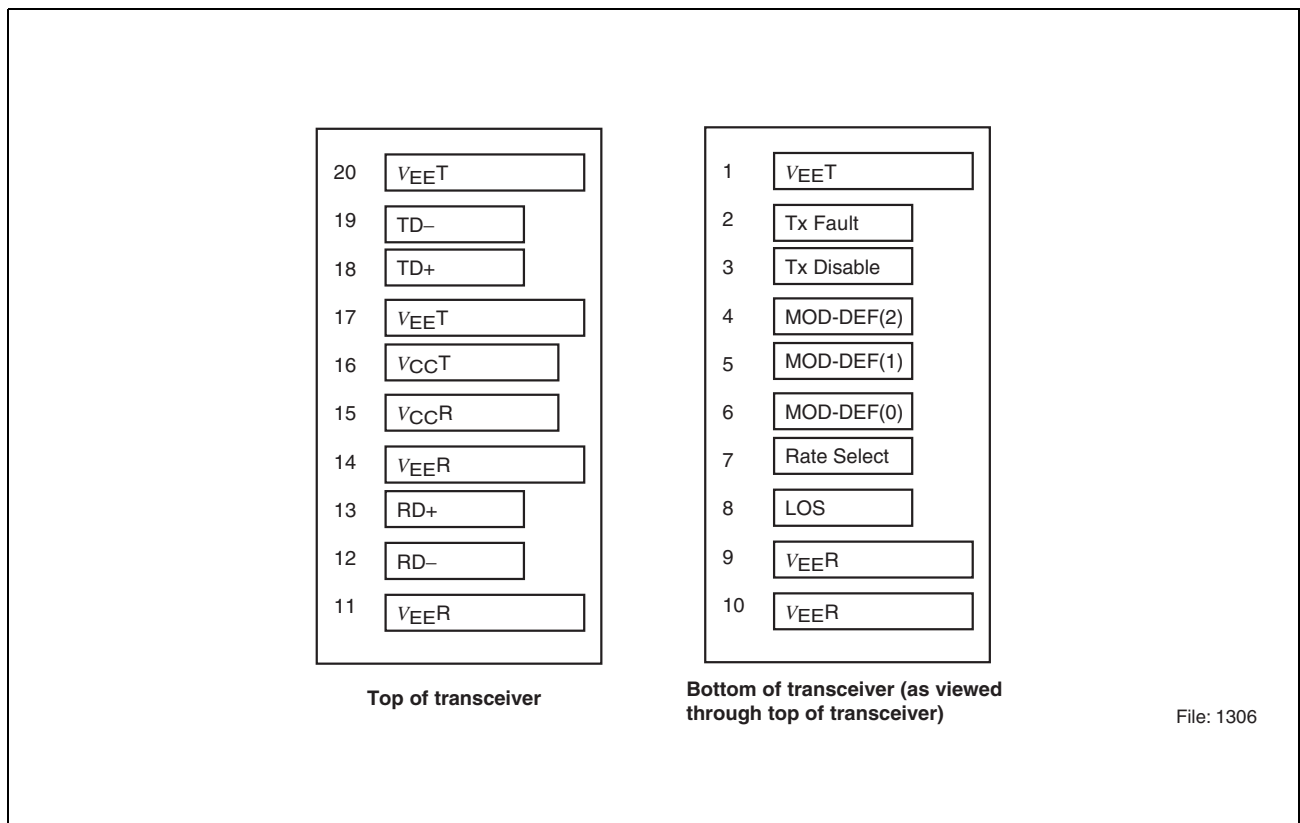 20 VEET
19 TD–
18 TD+
17 VEET
16 VCCT
15 VCCR
14 VEER
13 RD+
12 RD–
11 VEER
Top of transceiver
1 VEET
2 Tx Fault
3 Tx Disable
4 MOD-DEF(2)
5 MOD-DEF(1)
6 MOD-DEF(0)
7 Rate Select
8 LOS
9 VEER
10 VEER
Bottom of transceiver (as viewed
through top of transceiver)
File: 1306